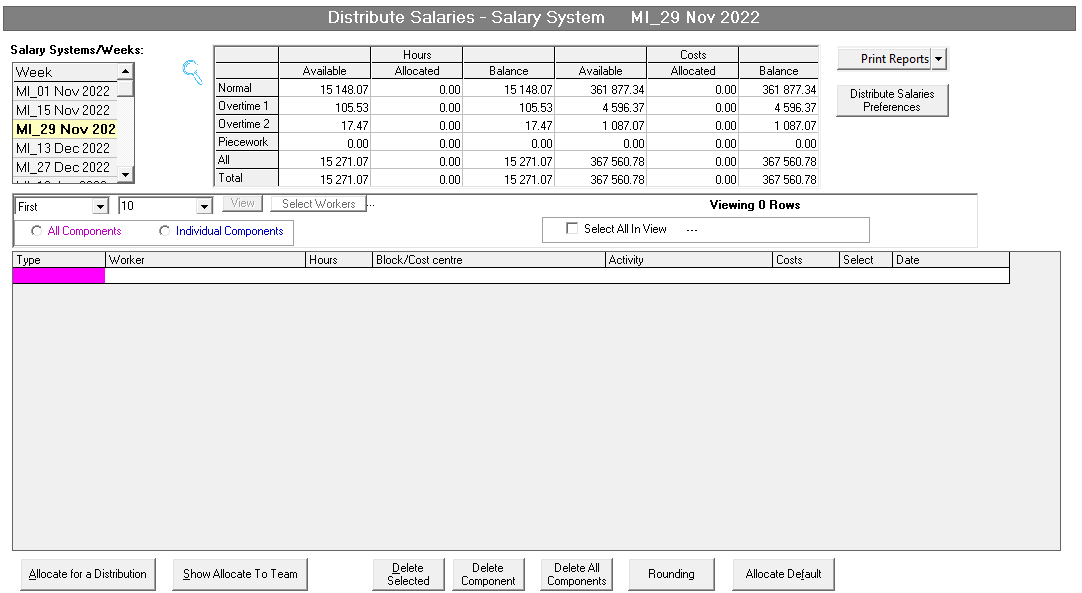 Distribute Salaries - Salary System MI_29 Nov 2022
Salary Systems/Weeks:
Week
MI_01 Nov 2022
MI_15 Nov 2022
MI_29 Nov 202
MI_13 Dec 2022
MI_27 Dec 2022
Hours Costs
Available Allocated Balance Available Allocated Balance
Normal 15 148.07 0.00 15 148.07 361 877.34 0.00 361 877.34
Overtime 1 105.53 0.00 105.53 4 596.37 0.00 4 596.37
Overtime 2 17.47 0.00 17.47 1 087.07 0.00 1 087.07
Piecework 0.00 0.00 0.00 0.00 0.00 0.00
All 15 271.07 0.00 15 271.07 367 560.78 0.00 367 560.78
Total 15 271.07 0.00 15 271.07 367 560.78 0.00 367 560.78
Print Reports
Distribute Salaries
Preferences
First 10 View Select Workers ... Viewing 0 Rows
All Components Individual Components Select All In View ---
Type Worker Hours Block/Cost centre Activity Costs Select Date
Allocate for a Distribution
Show Allocate To Team
Delete
Selected
Delete
Component
Delete All
Components
Rounding
Allocate Default